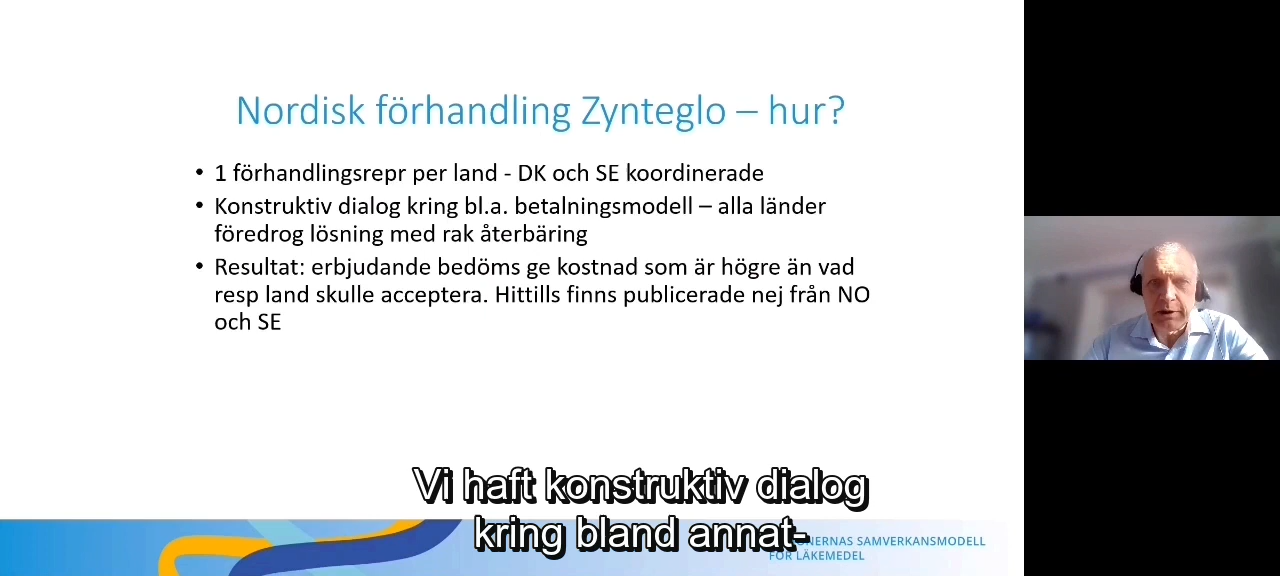 Nordisk förhandling Zynteglo – hur?
• 1 förhandlingsrepr per land - DK och SE koordinerade
• Konstruktiv dialog kring bl.a. betalningsmodell – alla länder
föredrog lösning med rak återbäring
• Resultat: erbjudande bedöms ge kostnad som är högre än vad
resp land skulle acceptera. Hittills finns publicerade nej från NO
och SE
Vi haft konstruktiv dialog
kring bland annat-
SAMVERKANSMODELL
FÖR LÄKEMEDEL